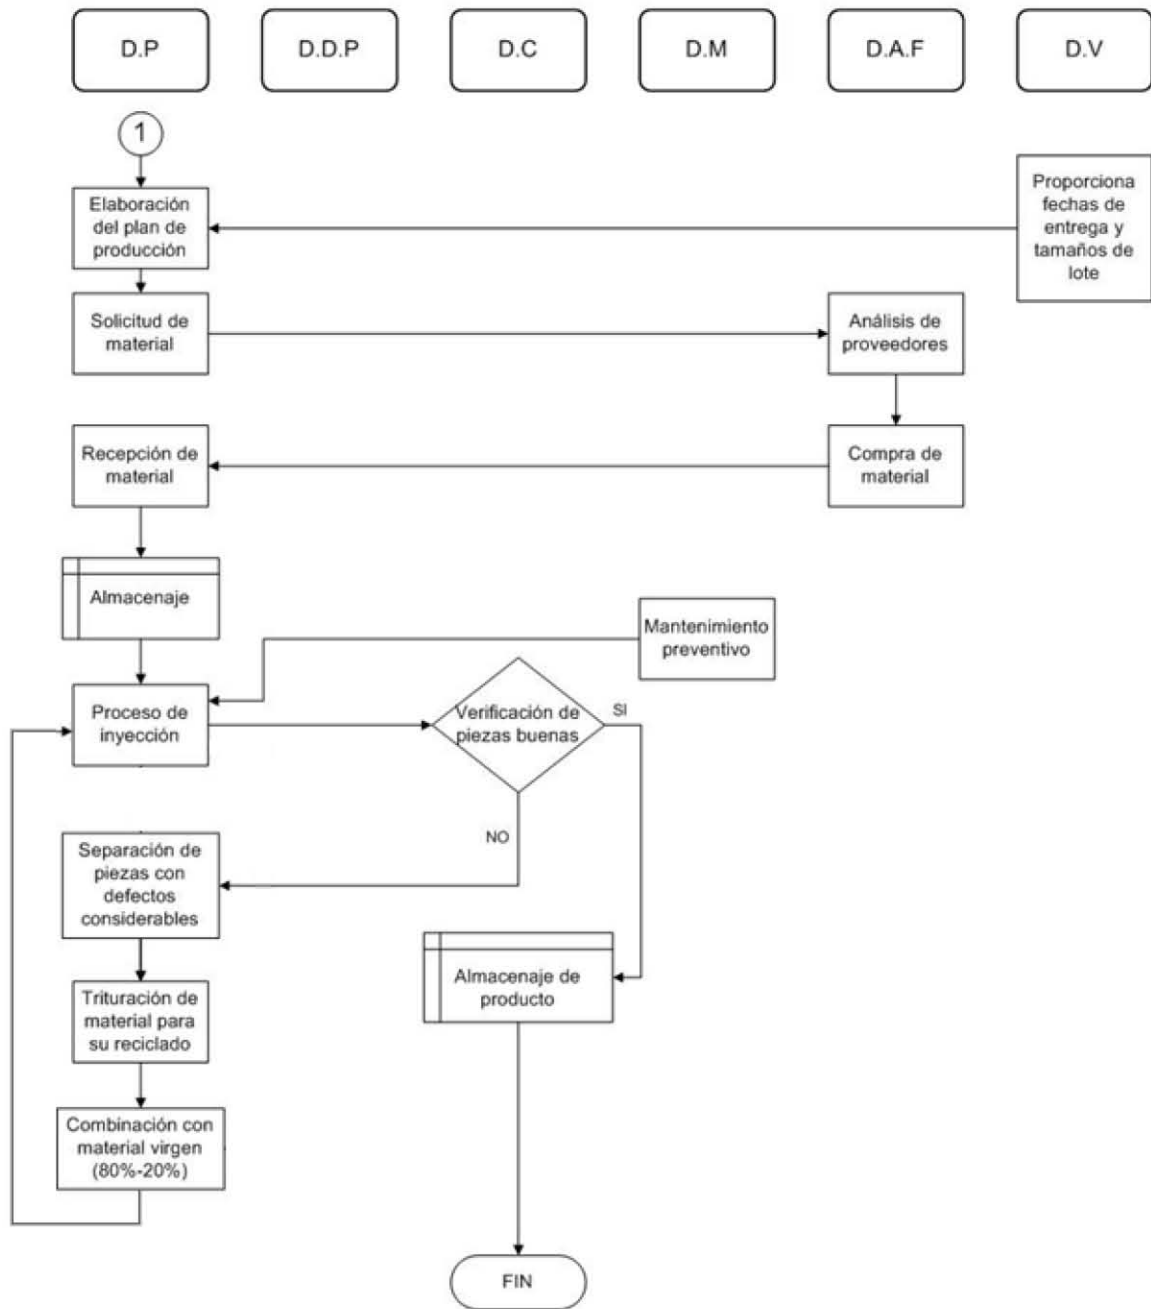 D.P
D.D.P
D.C
D.M
D.A.F
D.V
1
Elaboración
del plan de
producción
Proporciona
fechas de
entrega y
tamaños de
lote
Solicitud de
material
Análisis de
proveedores
Recepción de
material
Compra de
material
Almacenaje
Mantenimiento
preventivo
Proceso de
inyección
Verificación de
piezas buenas
SI
NO
Separación de
piezas con
defectos
considerables
Almacenaje de
producto
Trituración de
material para
su reciclado
Combinación con
material virgen
(80%-20%)
FIN